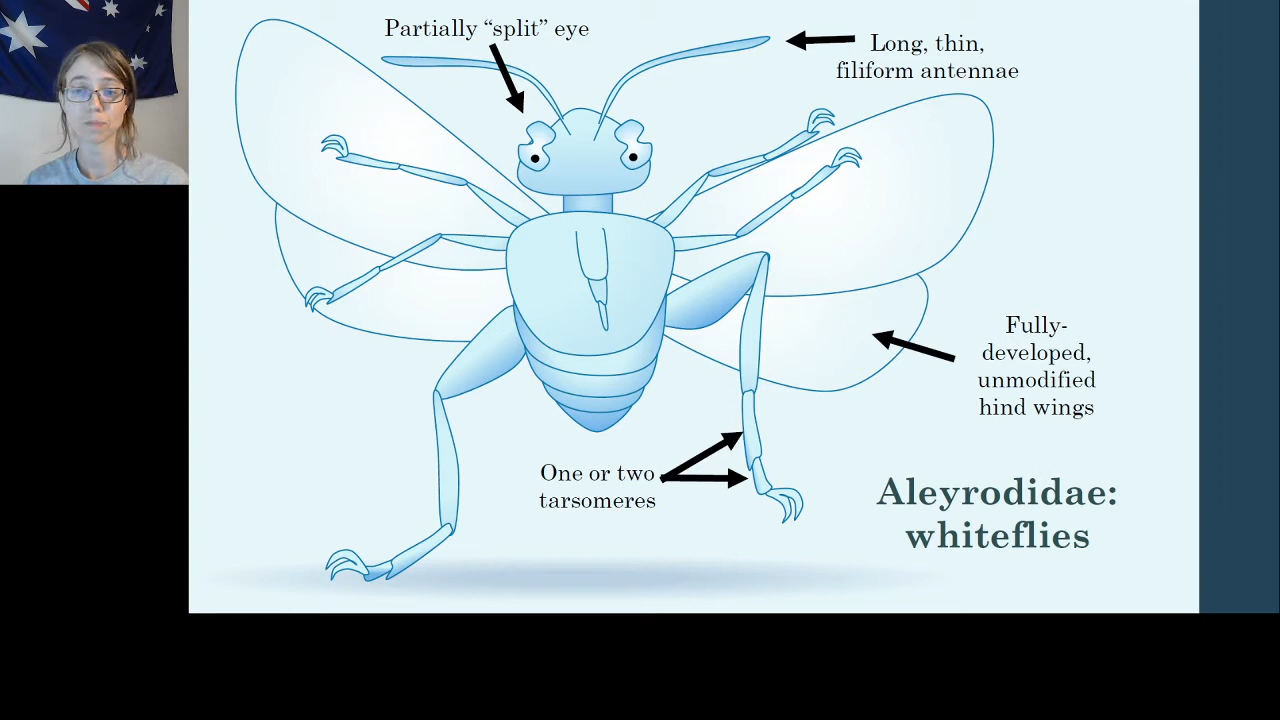 Partially “split” eye
Long, thin,
filiform antennae
Fully-
developed,
unmodified
hind wings
One or two
tarsomeres
Aleyrodidae:
whiteflies